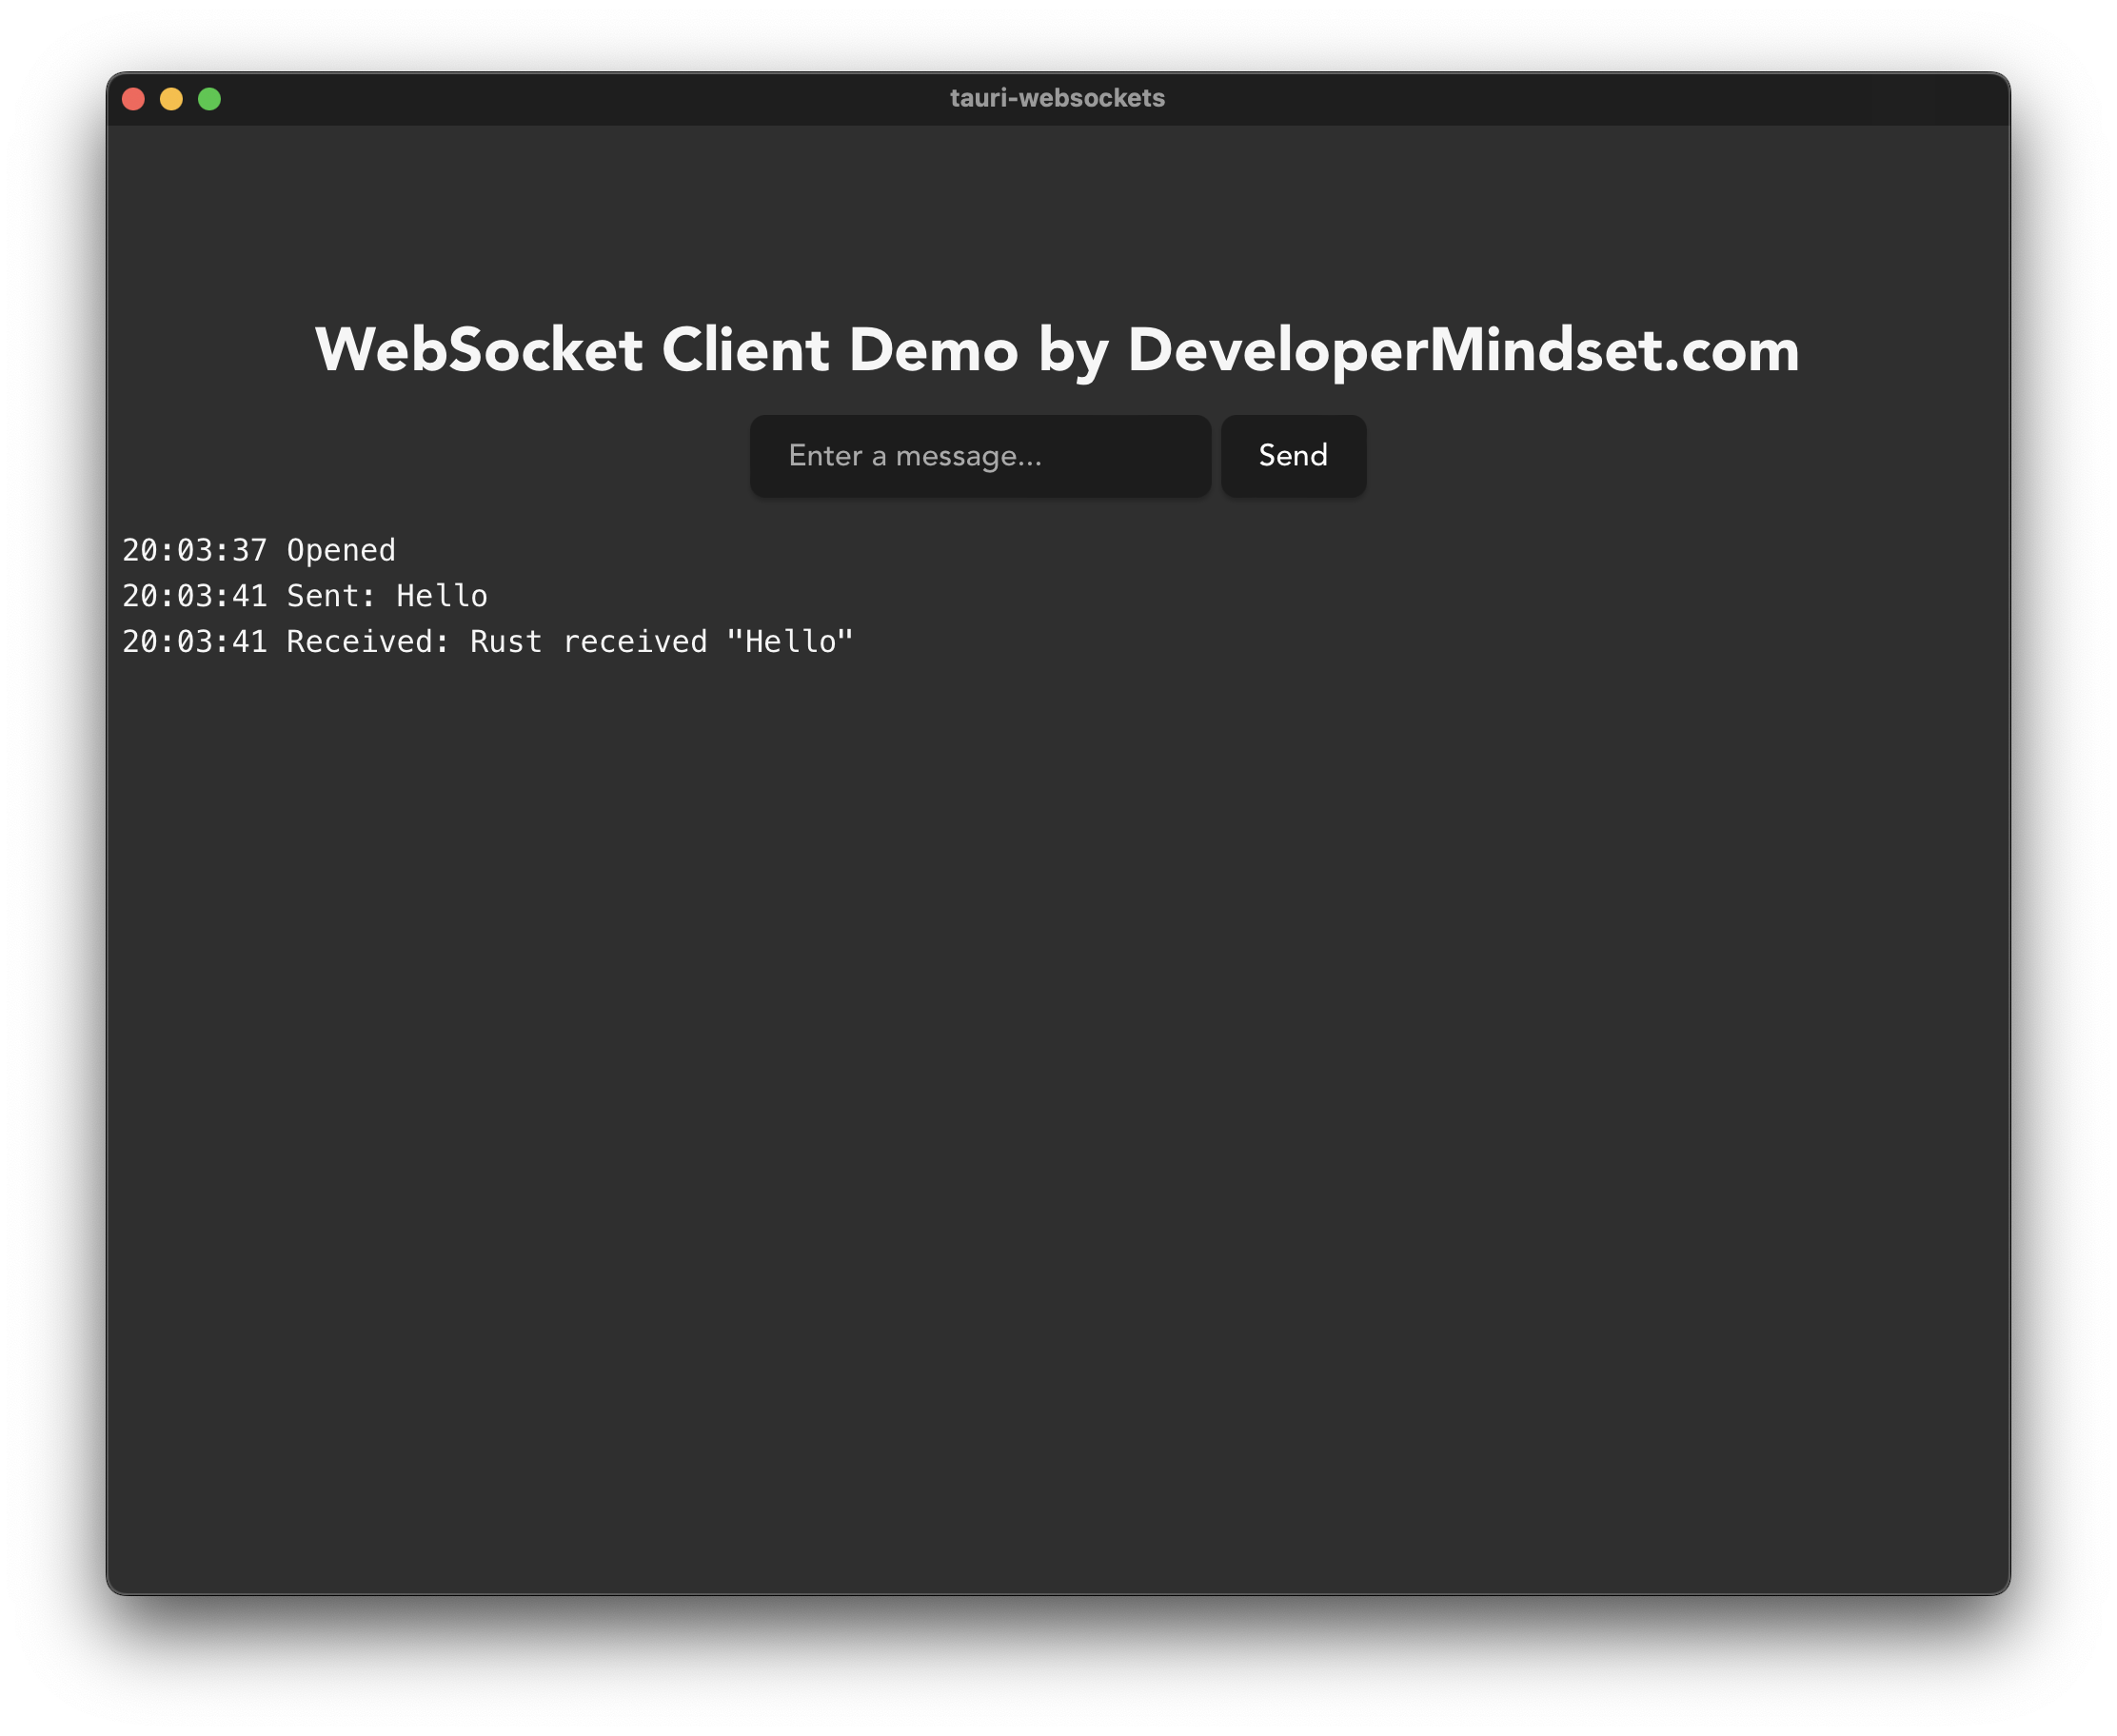 tauri-websockets
WebSocket Client Demo by DeveloperMindset.com
Enter a message... Send
20:03:37 Opened
20:03:41 Sent: Hello
20:03:41 Received: Rust received "Hello"